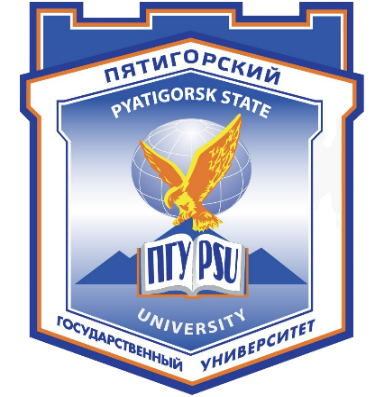 ПЯТИГОРСКИЙ
PYATIGORSK STATE
ПГУ PSU
UNIVERSITY
ГОСУДАРСТВЕННЫЙ УНИВЕРСИТЕТ